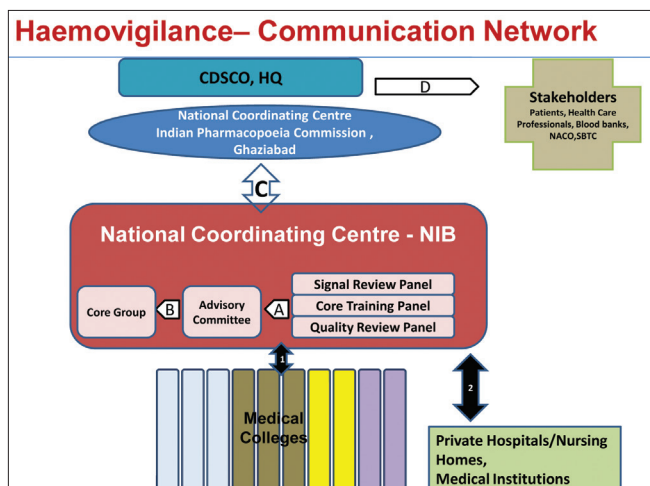 Haemovigilance– Communication Network
CDSCO, HQ
D
Stakeholders
Patients, Health Care
Professionals, Blood banks,
NACO,SBTC
National Coordinating Centre
Indian Pharmacopoeia Commission ,
Ghaziabad
C
National Coordinating Centre - NIB
Signal Review Panel
Core Training Panel
Quality Review Panel
A
Advisory
Committee
B
Core Group
1
2
Medical
Colleges
Private Hospitals/Nursing
Homes,
Medical Institutions